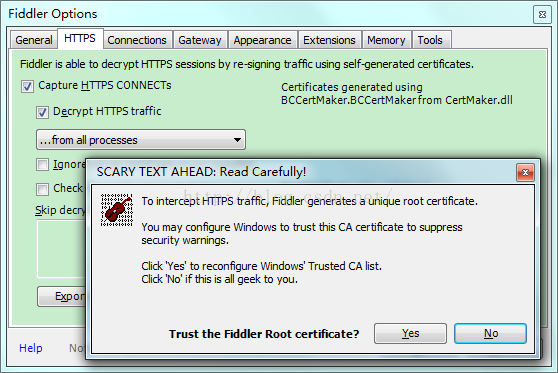 Fiddler Options
General HTTPS Connections Gateway Appearance Extensions Memory Tools
Fiddler is able to decrypt HTTPS sessions by re-signing traffic using self-generated certificates.
Capture HTTPS CONNECTs
Certificates generated using
BCCertMaker.BCCertMaker from CertMaker.dll
Decrypt HTTPS traffic
...from all processes
Ignore
Check
Skip decry
Expor
Help
SCARY TEXT AHEAD: Read Carefully!
To intercept HTTPS traffic, Fiddler generates a unique root certificate.
You may configure Windows to trust this CA certificate to suppress
security warnings.
Click 'Yes' to reconfigure Windows' Trusted CA list.
Click 'No' if this is all geek to you.
Trust the Fiddler Root certificate? Yes No